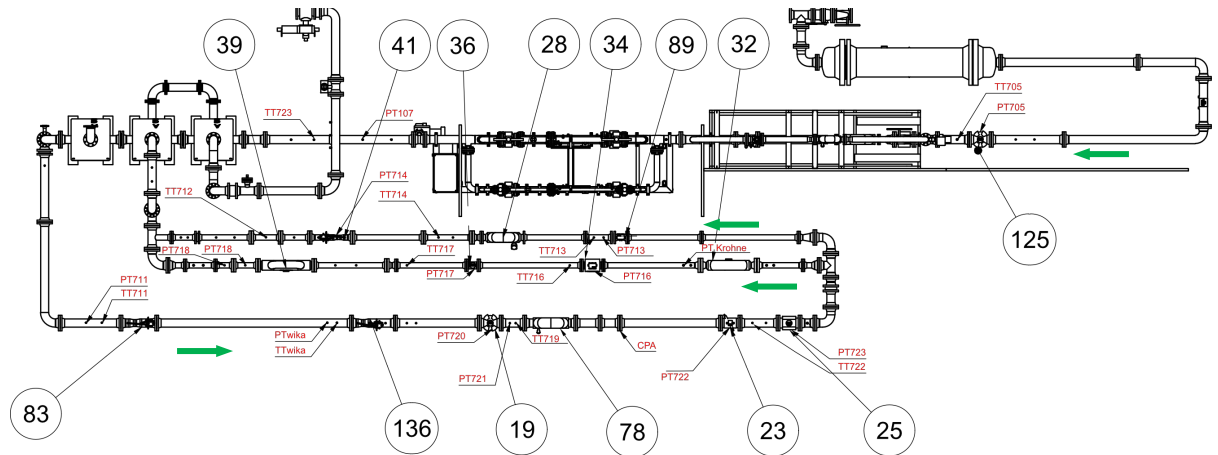 39
41
36
28
34
89
32
TT723
PT107
TT705
PT705
125
TT712
PT714
TT714
TT717
TT713
PT713
PT Krohne
PT718
PT718
PT717
TT716
PT716
PT711
TT711
PTwika
TTwika
PT720
TT719
CPA
PT721
PT722
PT723
TT722
83
136
19
78
23
25